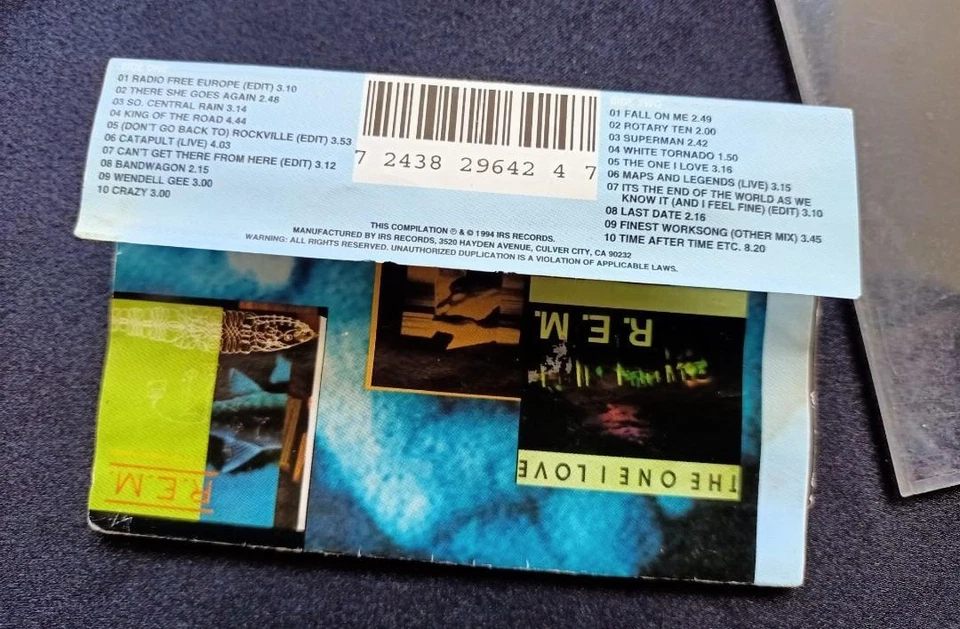 01 RADIO FREE EUROPE (EDIT) 3.10
02 THERE SHE GOES AGAIN 2.48
03 SO. CENTRAL RAIN 3.14
04 KING OF THE ROAD 4.44
05 (DON'T GO BACK TO) ROCKVILLE (EDIT) 3.53
06 CATAPULT (LIVE) 4.03
07 CAN'T GET THERE FROM HERE (EDIT) 3.12
08 BANDWAGON 2.15
09 WENDELL GEE 3.00
10 CRAZY 3.00
7 2438 29642 4 7
SIDE TWO
01 FALL ON ME 2.49
02 ROTARY TEN 2.00
03 SUPERMAN 2.42
04 WHITE TORNADO 1.50
05 THE ONE I LOVE 3.16
06 MAPS AND LEGENDS (LIVE) 3.15
07 ITS THE END OF THE WORLD AS WE
KNOW IT (AND I FEEL FINE) (EDIT) 3.10
08 LAST DATE 2.16
09 FINEST WORKSONG (OTHER MIX) 3.45
10 TIME AFTER TIME ETC. 8.20
THIS COMPILATION ℗ & © 1994 IRS RECORDS.
MANUFACTURED BY IRS RECORDS, 3520 HAYDEN AVENUE, CULVER CITY, CA 90232
WARNING: ALL RIGHTS RESERVED. UNAUTHORIZED DUPLICATION IS A VIOLATION OF APPLICABLE LAWS.
R.E.M.
THE ONE I LOVE
R.E.M.